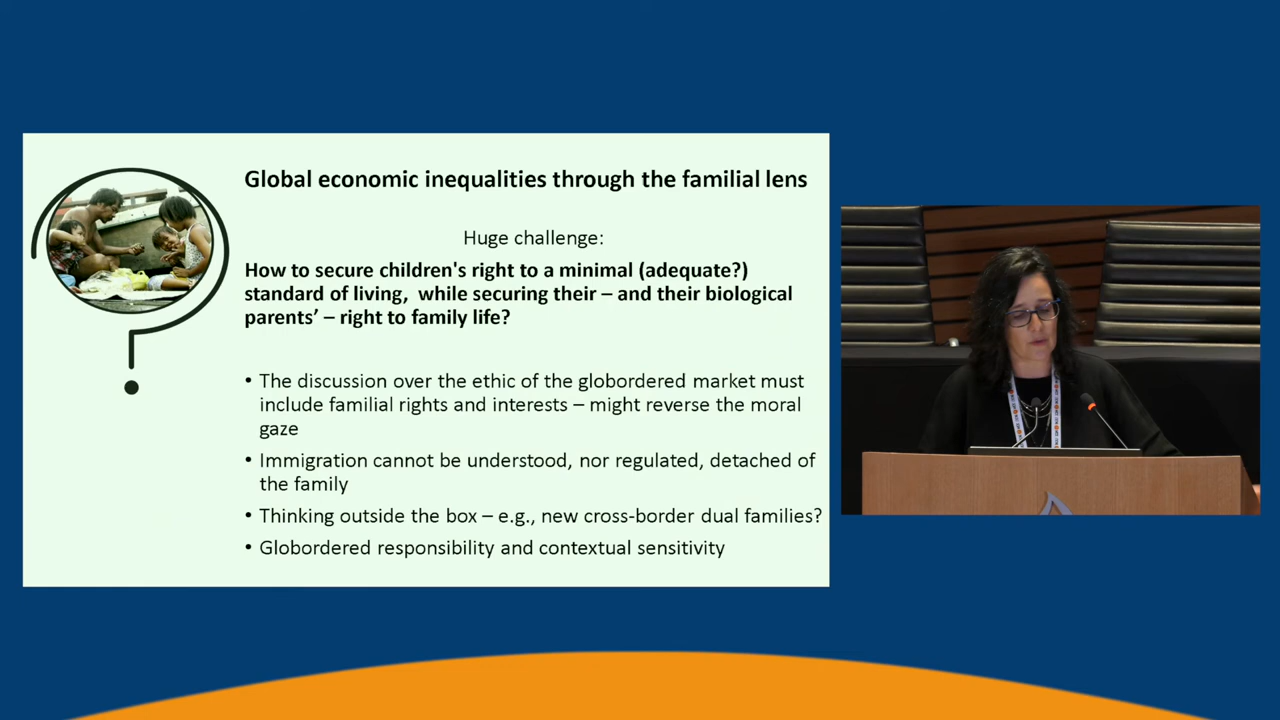 Global economic inequalities through the familial lens
Huge challenge:
How to secure children's right to a minimal (adequate?)
standard of living,  while securing their – and their biological
parents’ – right to family life?
• The discussion over the ethic of the globordered market must
include familial rights and interests – might reverse the moral
gaze
• Immigration cannot be understood, nor regulated, detached of
the family
• Thinking outside the box – e.g., new cross-border dual families?
• Globordered responsibility and contextual sensitivity